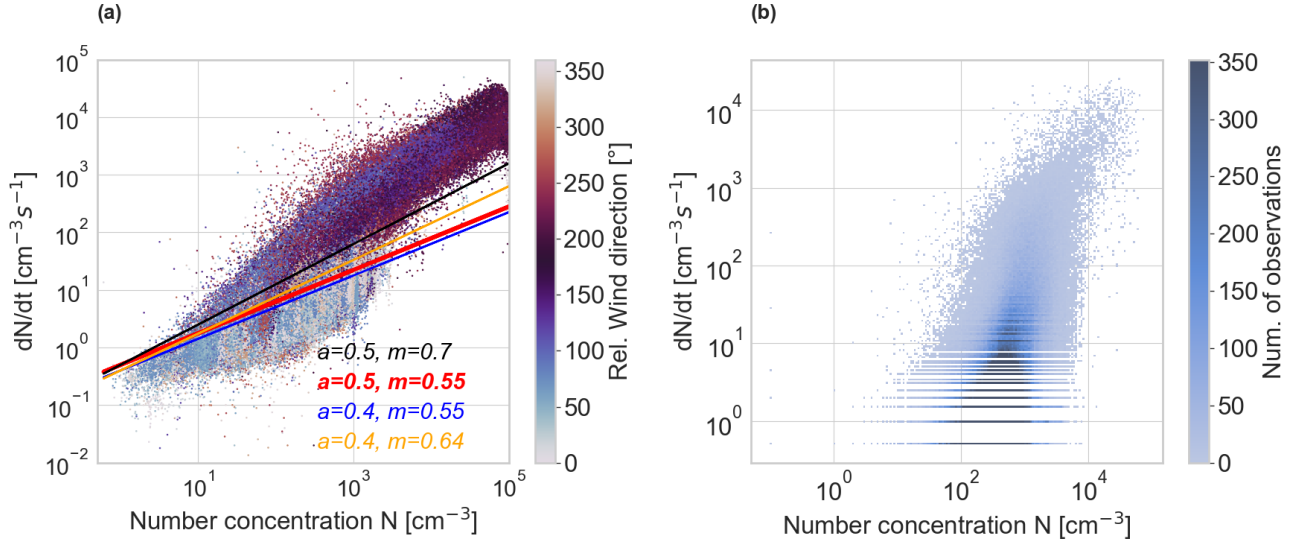 (a)
(b)
10^5
10^4
10^3
10^2
10^1
10^0
10^−1
10^−2
dN/dt [cm^−3 s^−1]
a=0.5, m=0.7
a=0.5, m=0.55
a=0.4, m=0.55
a=0.4, m=0.64
10^1
10^3
10^5
Number concentration N [cm^−3]
350
300
250
200
150
100
50
0
Rel. Wind direction [°]
10^4
10^3
10^2
10^1
10^0
dN/dt [cm^−3 s^−1]
10^0
10^2
10^4
Number concentration N [cm^−3]
350
300
250
200
150
100
50
0
Num. of observations